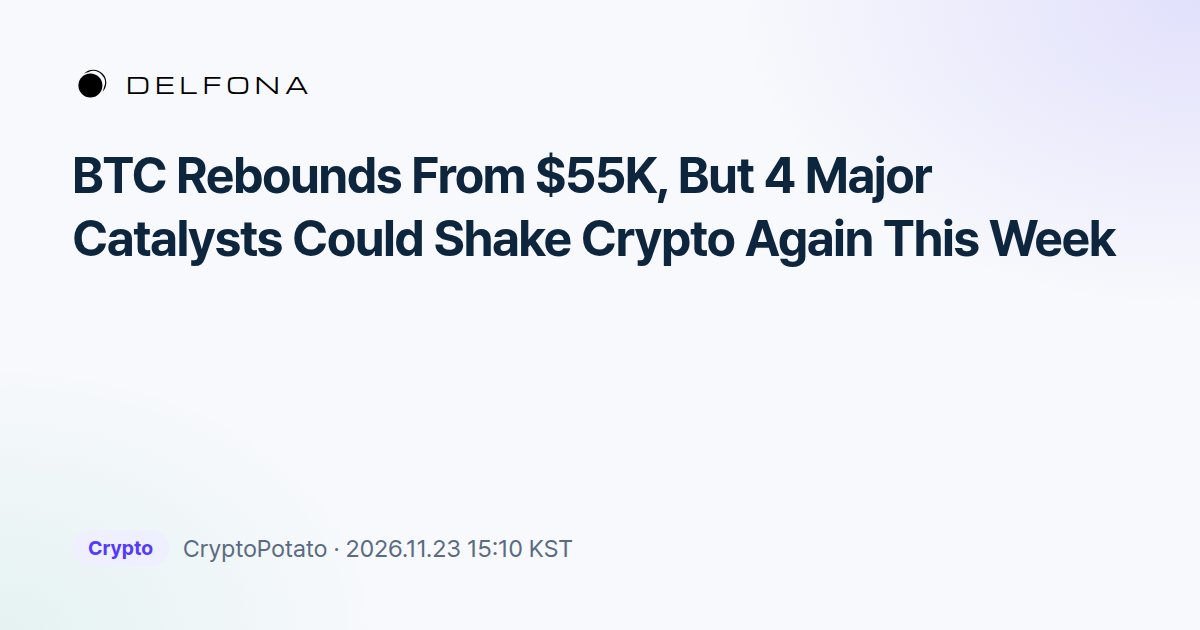 DELFONA
BTC Rebounds From $55K, But 4 Major
Catalysts Could Shake Crypto Again This Week
Crypto CryptoPotato · 2026.11.23 15:10 KST